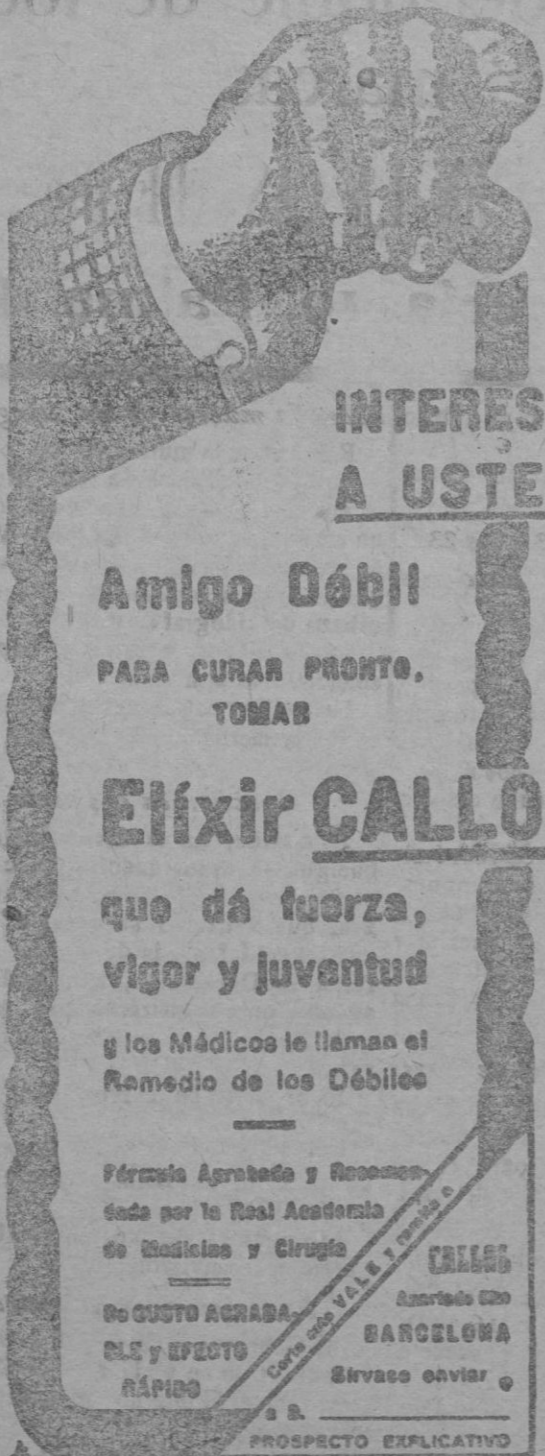 INTERES
A USTE
Amigo Débil
PARA CURAR PRONTO,
TOMAR
Elíxir CALLO
que dá fuerza,
vigor y juventud
y los Médicos le llaman el
Remedio de los Débiles
Fórmula Aprobada y Recomen-
dada por la Real Academia
de Medicina y Cirugía
De GUSTO AGRADA-
BLE y EFECTO
RÁPIDO
Corte este VALE y remita a
CALLOL
Apartado
BARCELONA
Sírvase enviar
a D.
PROSPECTO EXPLICATIVO